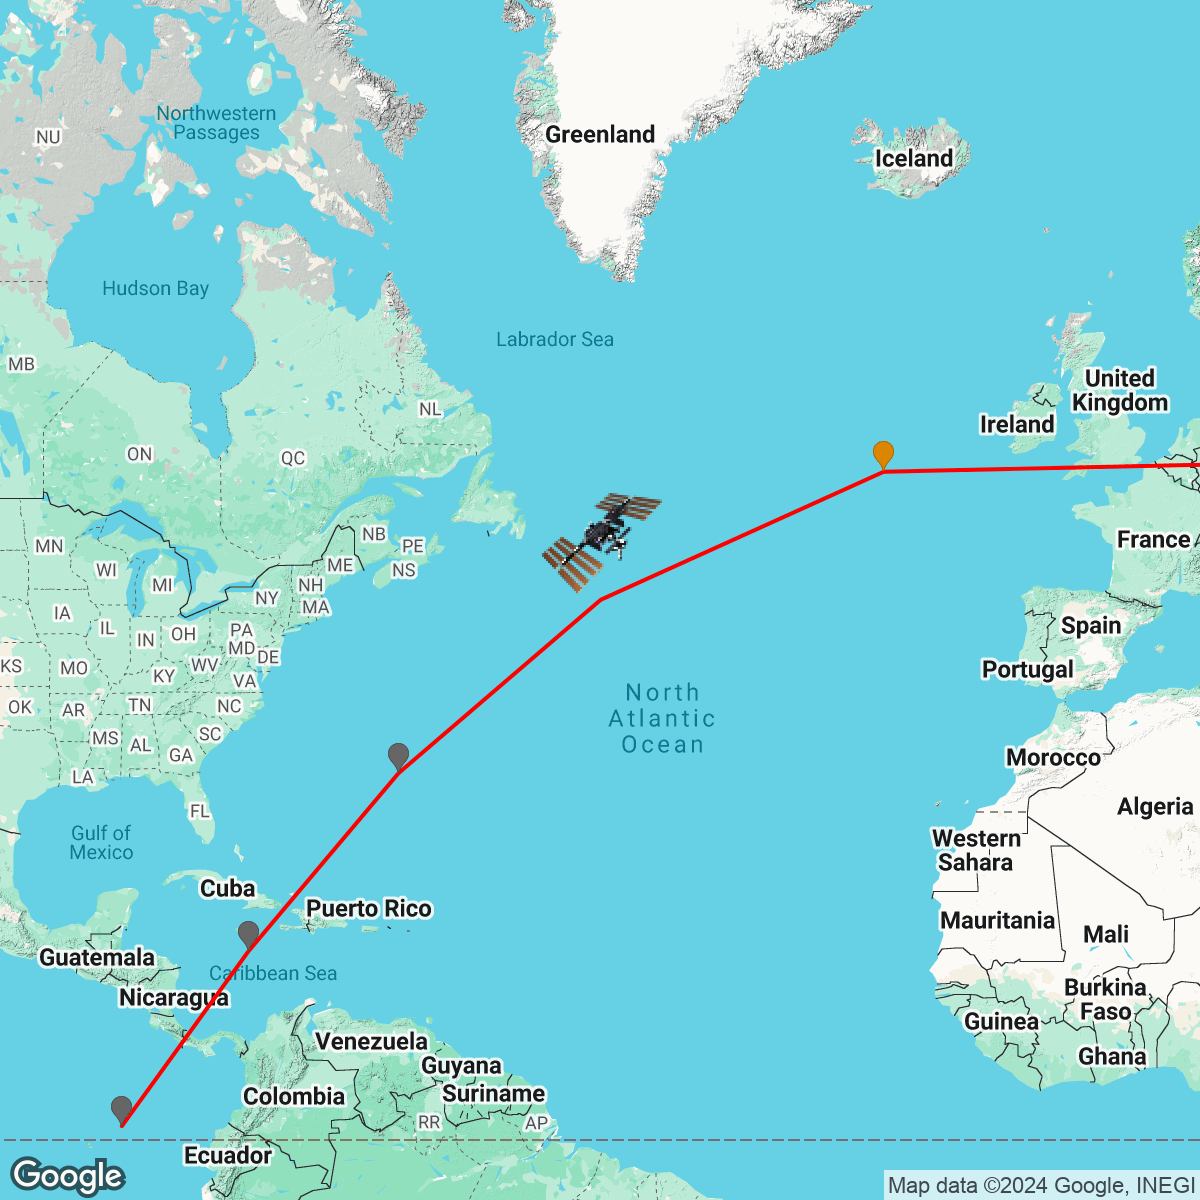 Greenland
Iceland
Northwestern
Passages
NU
Hudson Bay
Labrador Sea
MB
United
Kingdom
NL
Ireland
ON
QC
NB
PE
France
MN
WI
ME
NS
MI
NH
NY
MA
IA
IL
IN
OH
PA
MD
DE
Spain
KS
MO
WV
KY
VA
Portugal
OK
AR
TN
NC
North
Atlantic
Ocean
MS
AL
SC
GA
Morocco
LA
FL
Algeria
Gulf of
Mexico
Western
Sahara
Cuba
Puerto Rico
Mauritania
Mali
Guatemala
Caribbean Sea
Nicaragua
Burkina
Faso
Guinea
Venezuela
Ghana
Guyana
Colombia
Suriname
RR
AP
Ecuador
Google
Map data ©2024 Google, INEGI